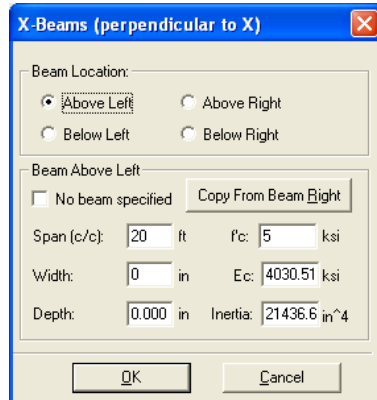 X-Beams (perpendicular to X)
Beam Location:
Above Left Above Right
Below Left Below Right
Beam Above Left
No beam specified Copy From Beam Right
Span (c/c): 20 ft f'c: 5 ksi
Width: 0 in Ec: 4030.51 ksi
Depth: 0.000 in Inertia: 21436.6 in^4
OK Cancel